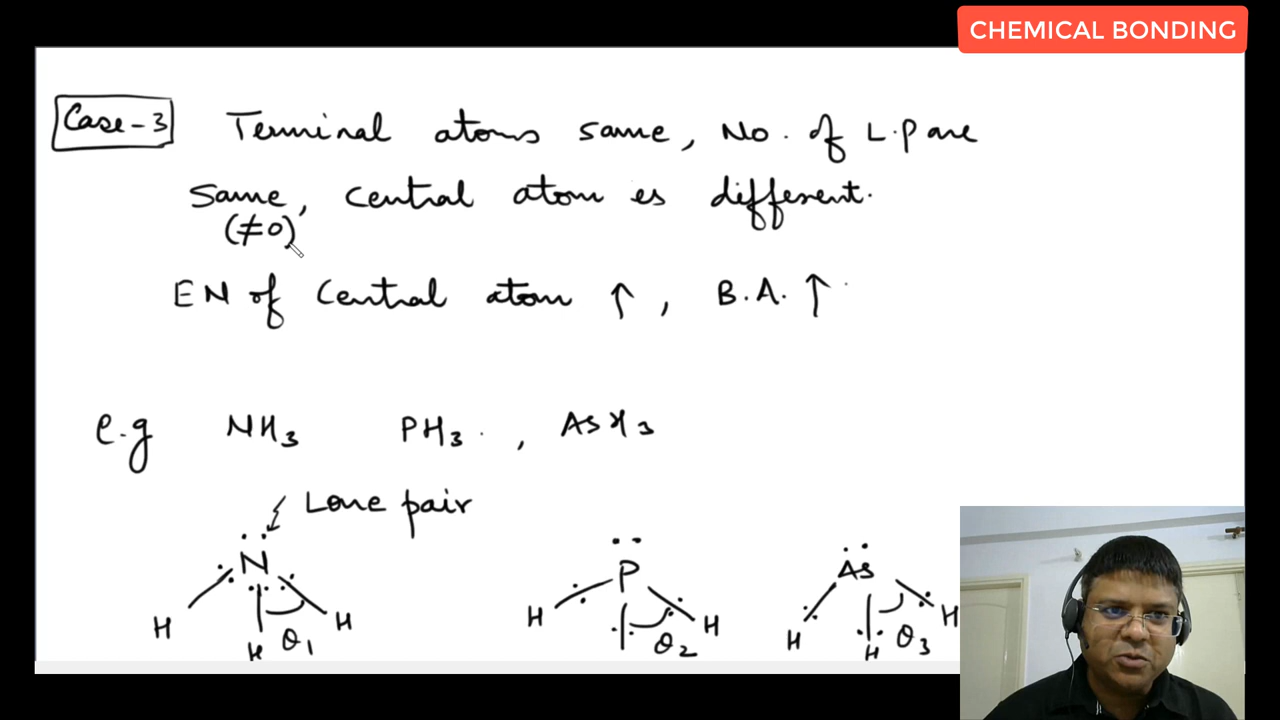 CHEMICAL BONDING
Case-3 Terminal atoms same, No. of L.P are
same, central atom is different.
(≠0)
EN of Central atom ↑, B.A. ↑
e.g NH3 PH3 , AsH3
Lone pair
N P As
H H H H H H
H θ1 θ2 H θ3